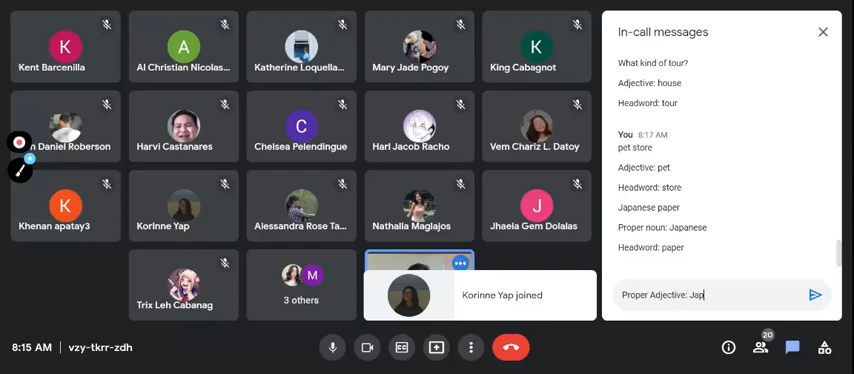 K
Kent Barcenilla
A
Al Christian Nicolas...
Katherine Loquella...
Mary Jade Pogoy
K
King Cabagnot
Daniel Roberson
Harvi Castanares
C
Chelsea Pelendingue
Harl Jacob Racho
Vem Chariz L. Datoy
K
Khenan apatay3
Korinne Yap
Alessandra Rose Ta...
Nathalia Maglajos
J
Jhaela Gem Dolalas
Trix Leh Cabanag
M
3 others
Korinne Yap joined
In-call messages
What kind of tour?
Adjective: house
Headword: tour
You 8:17 AM
pet store
Adjective: pet
Headword: store
Japanese paper
Proper noun: Japanese
Headword: paper
Proper Adjective: Jap
8:15 AM | vzy-tkrr-zdh
20